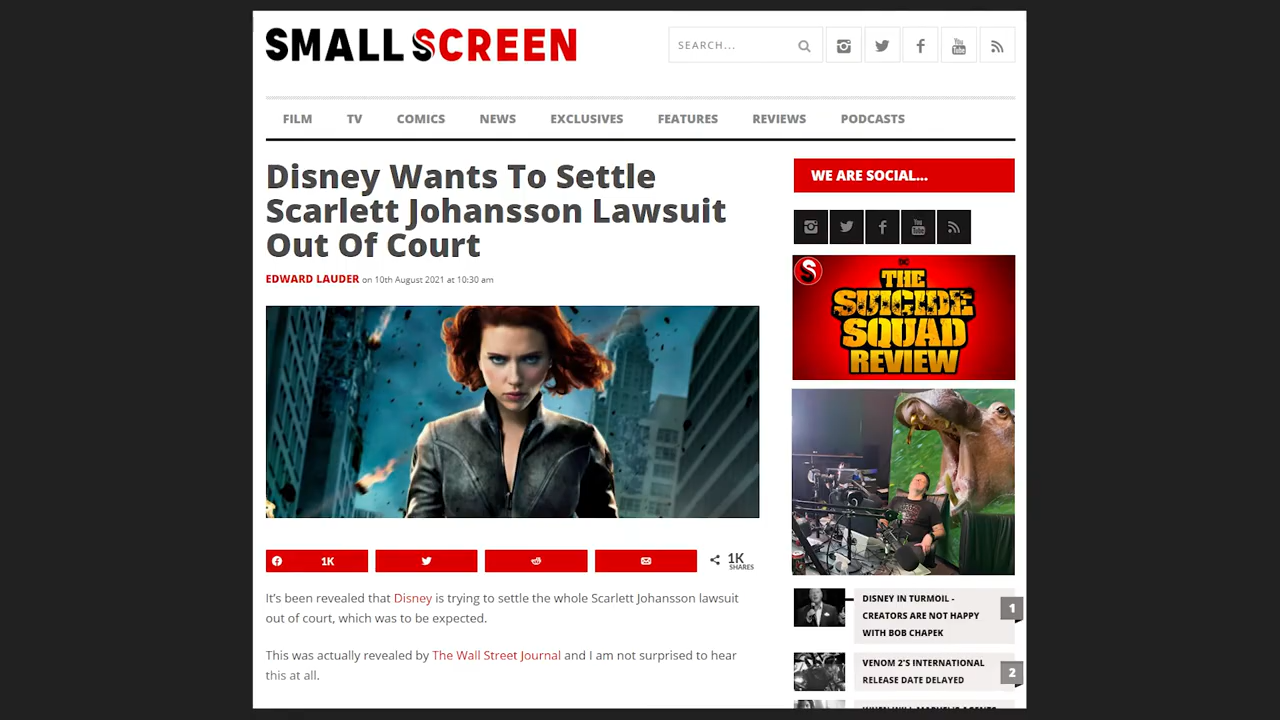 SMALL SCREEN
SEARCH...
You Tube
FILM TV COMICS NEWS EXCLUSIVES FEATURES REVIEWS PODCASTS
Disney Wants To Settle
Scarlett Johansson Lawsuit
Out Of Court
EDWARD LAUDER on 10th August 2021 at 10:30 am
1K
1K
SHARES
It's been revealed that Disney is trying to settle the whole Scarlett Johansson lawsuit
out of court, which was to be expected.
This was actually revealed by The Wall Street Journal and I am not surprised to hear
this at all.
WE ARE SOCIAL...
You Tube
DC
THE
SUICIDE
SQUAD
REVIEW
DISNEY IN TURMOIL -
CREATORS ARE NOT HAPPY
WITH BOB CHAPEK
1
VENOM 2'S INTERNATIONAL
RELEASE DATE DELAYED
2